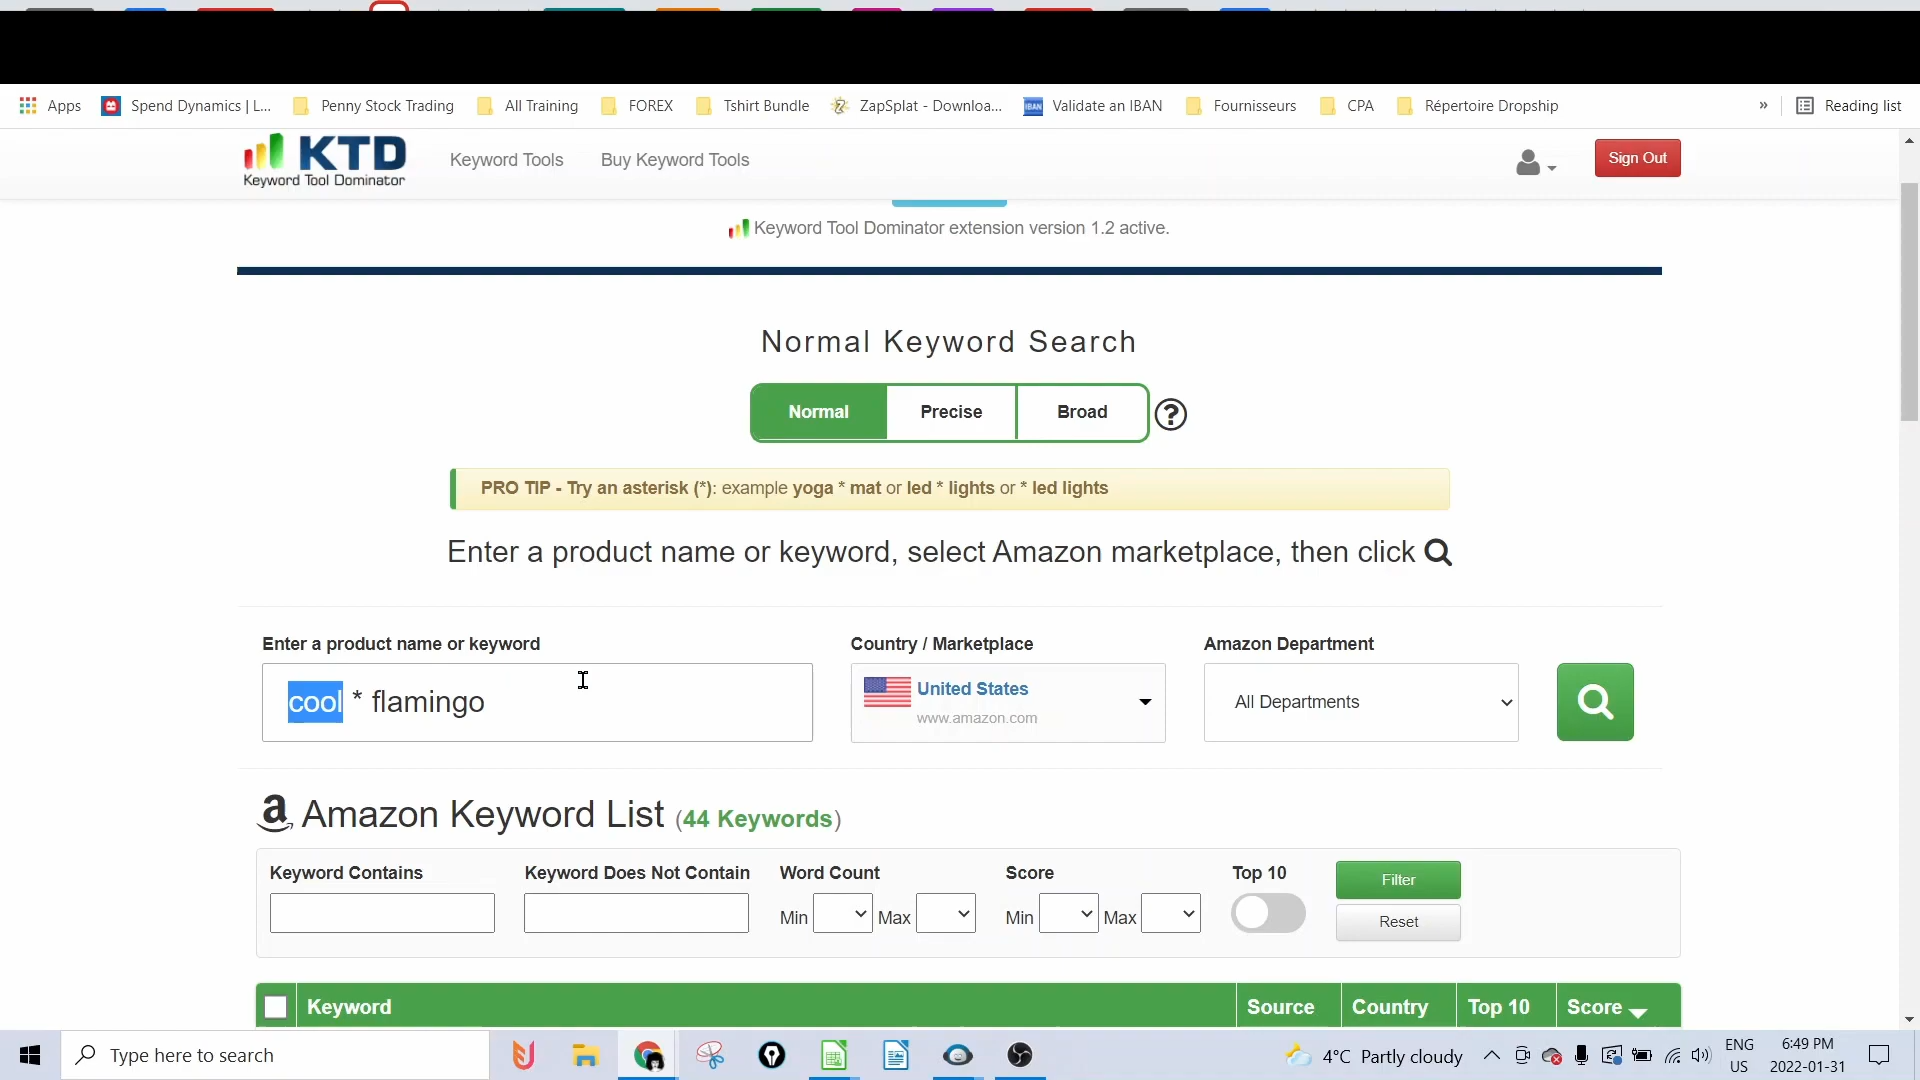 Apps
Spend Dynamics | L...
Penny Stock Trading
All Training
FOREX
Tshirt Bundle
ZapSplat - Downloa...
IBAN
Validate an IBAN
Fournisseurs
CPA
Répertoire Dropship
»
Reading list
KTD
Keyword Tool Dominator
Keyword Tools
Buy Keyword Tools
Sign Out
Keyword Tool Dominator extension version 1.2 active.
Normal Keyword Search
Normal
Precise
Broad
?
PRO TIP - Try an asterisk (*): example yoga * mat or led * lights or * led lights
Enter a product name or keyword, select Amazon marketplace, then click
Enter a product name or keyword
Country / Marketplace
Amazon Department
cool * flamingo
United States
www.amazon.com
All Departments
a Amazon Keyword List (44 Keywords)
Keyword Contains
Keyword Does Not Contain
Word Count
Score
Top 10
Filter
Min
Max
Min
Max
Reset
Keyword
Source
Country
Top 10
Score
Type here to search
4°C Partly cloudy
ENG
US
6:49 PM
2022-01-31